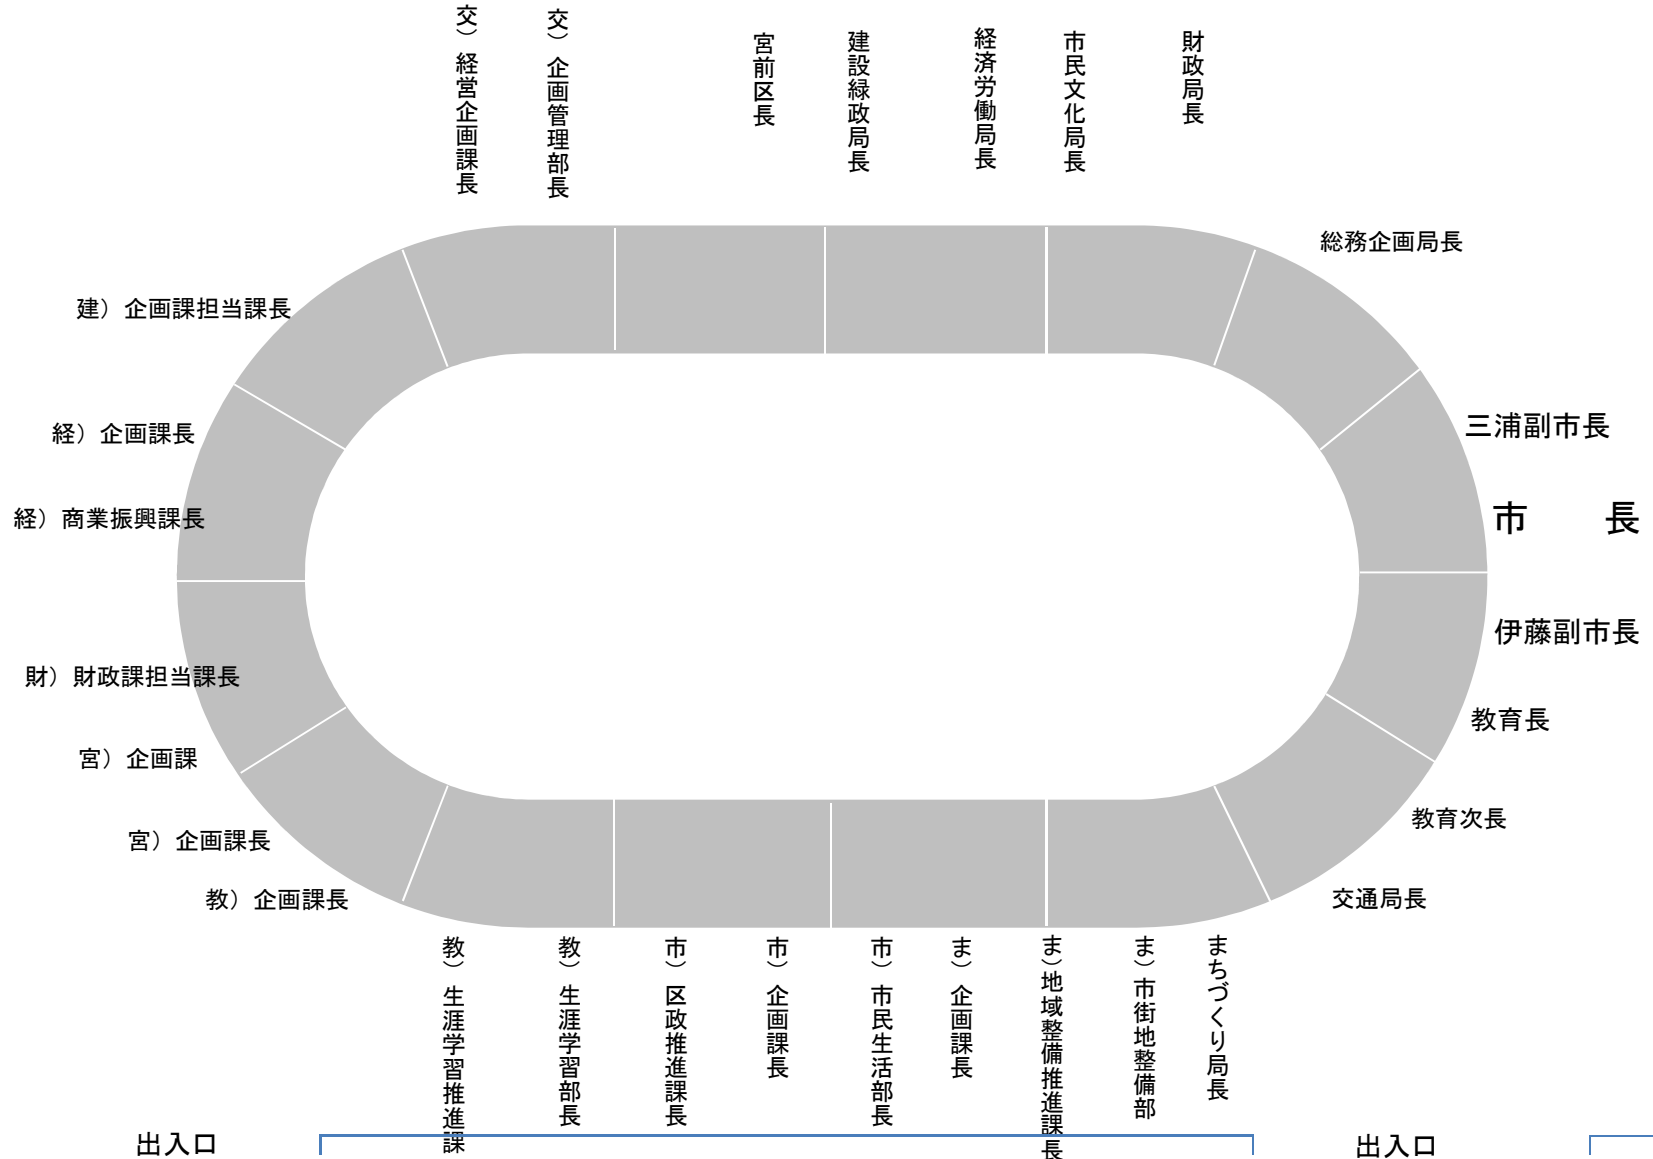 交）経営企画課長
交）企画管理部長
宮前区長
建設緑政局長
経済労働局長
市民文化局長
財政局長
総務企画局長
建）企画課担当課長
三浦副市長
経）企画課長
経）商業振興課長
市　　長
伊藤副市長
財）財政課担当課長
教育長
宮）企画課
教育次長
宮）企画課長
教）企画課長
交通局長
教）生涯学習推進課
教）生涯学習部長
市）区政推進課長
市）企画課長
市）市民生活部長
ま）企画課長
ま）地域整備推進課長
ま）市街地整備部
まちづくり局長
出入口
出入口